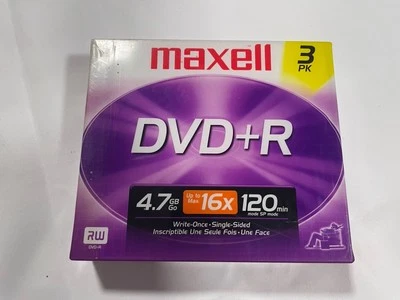 maxell
3
PK
DVD+R
4.7 GB Go
Up to Max 16x
120 min
mode SP mode
Write-Once • Single-Sided
Inscriptible Une Seule Fois • Une Face
RW
DVD+R